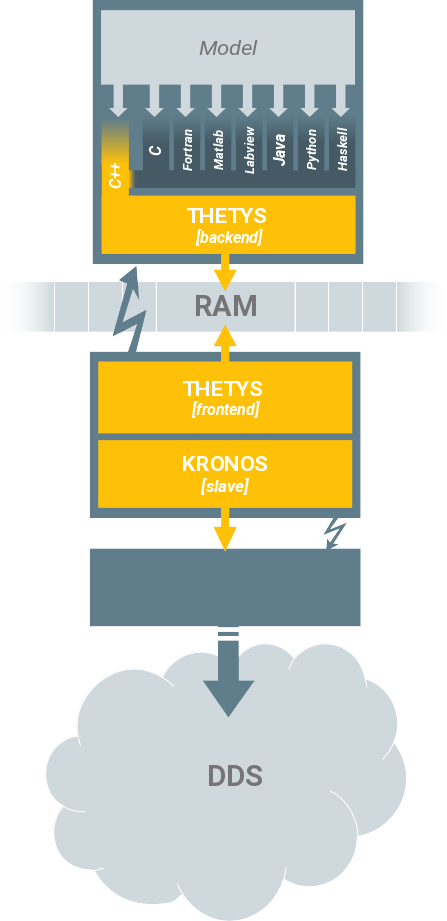 Model
C++
C
Fortran
Matlab
Labview
Java
Python
Haskell
THETYS
[backend]
RAM
THETYS
[frontend]
KRONOS
[slave]
DDS